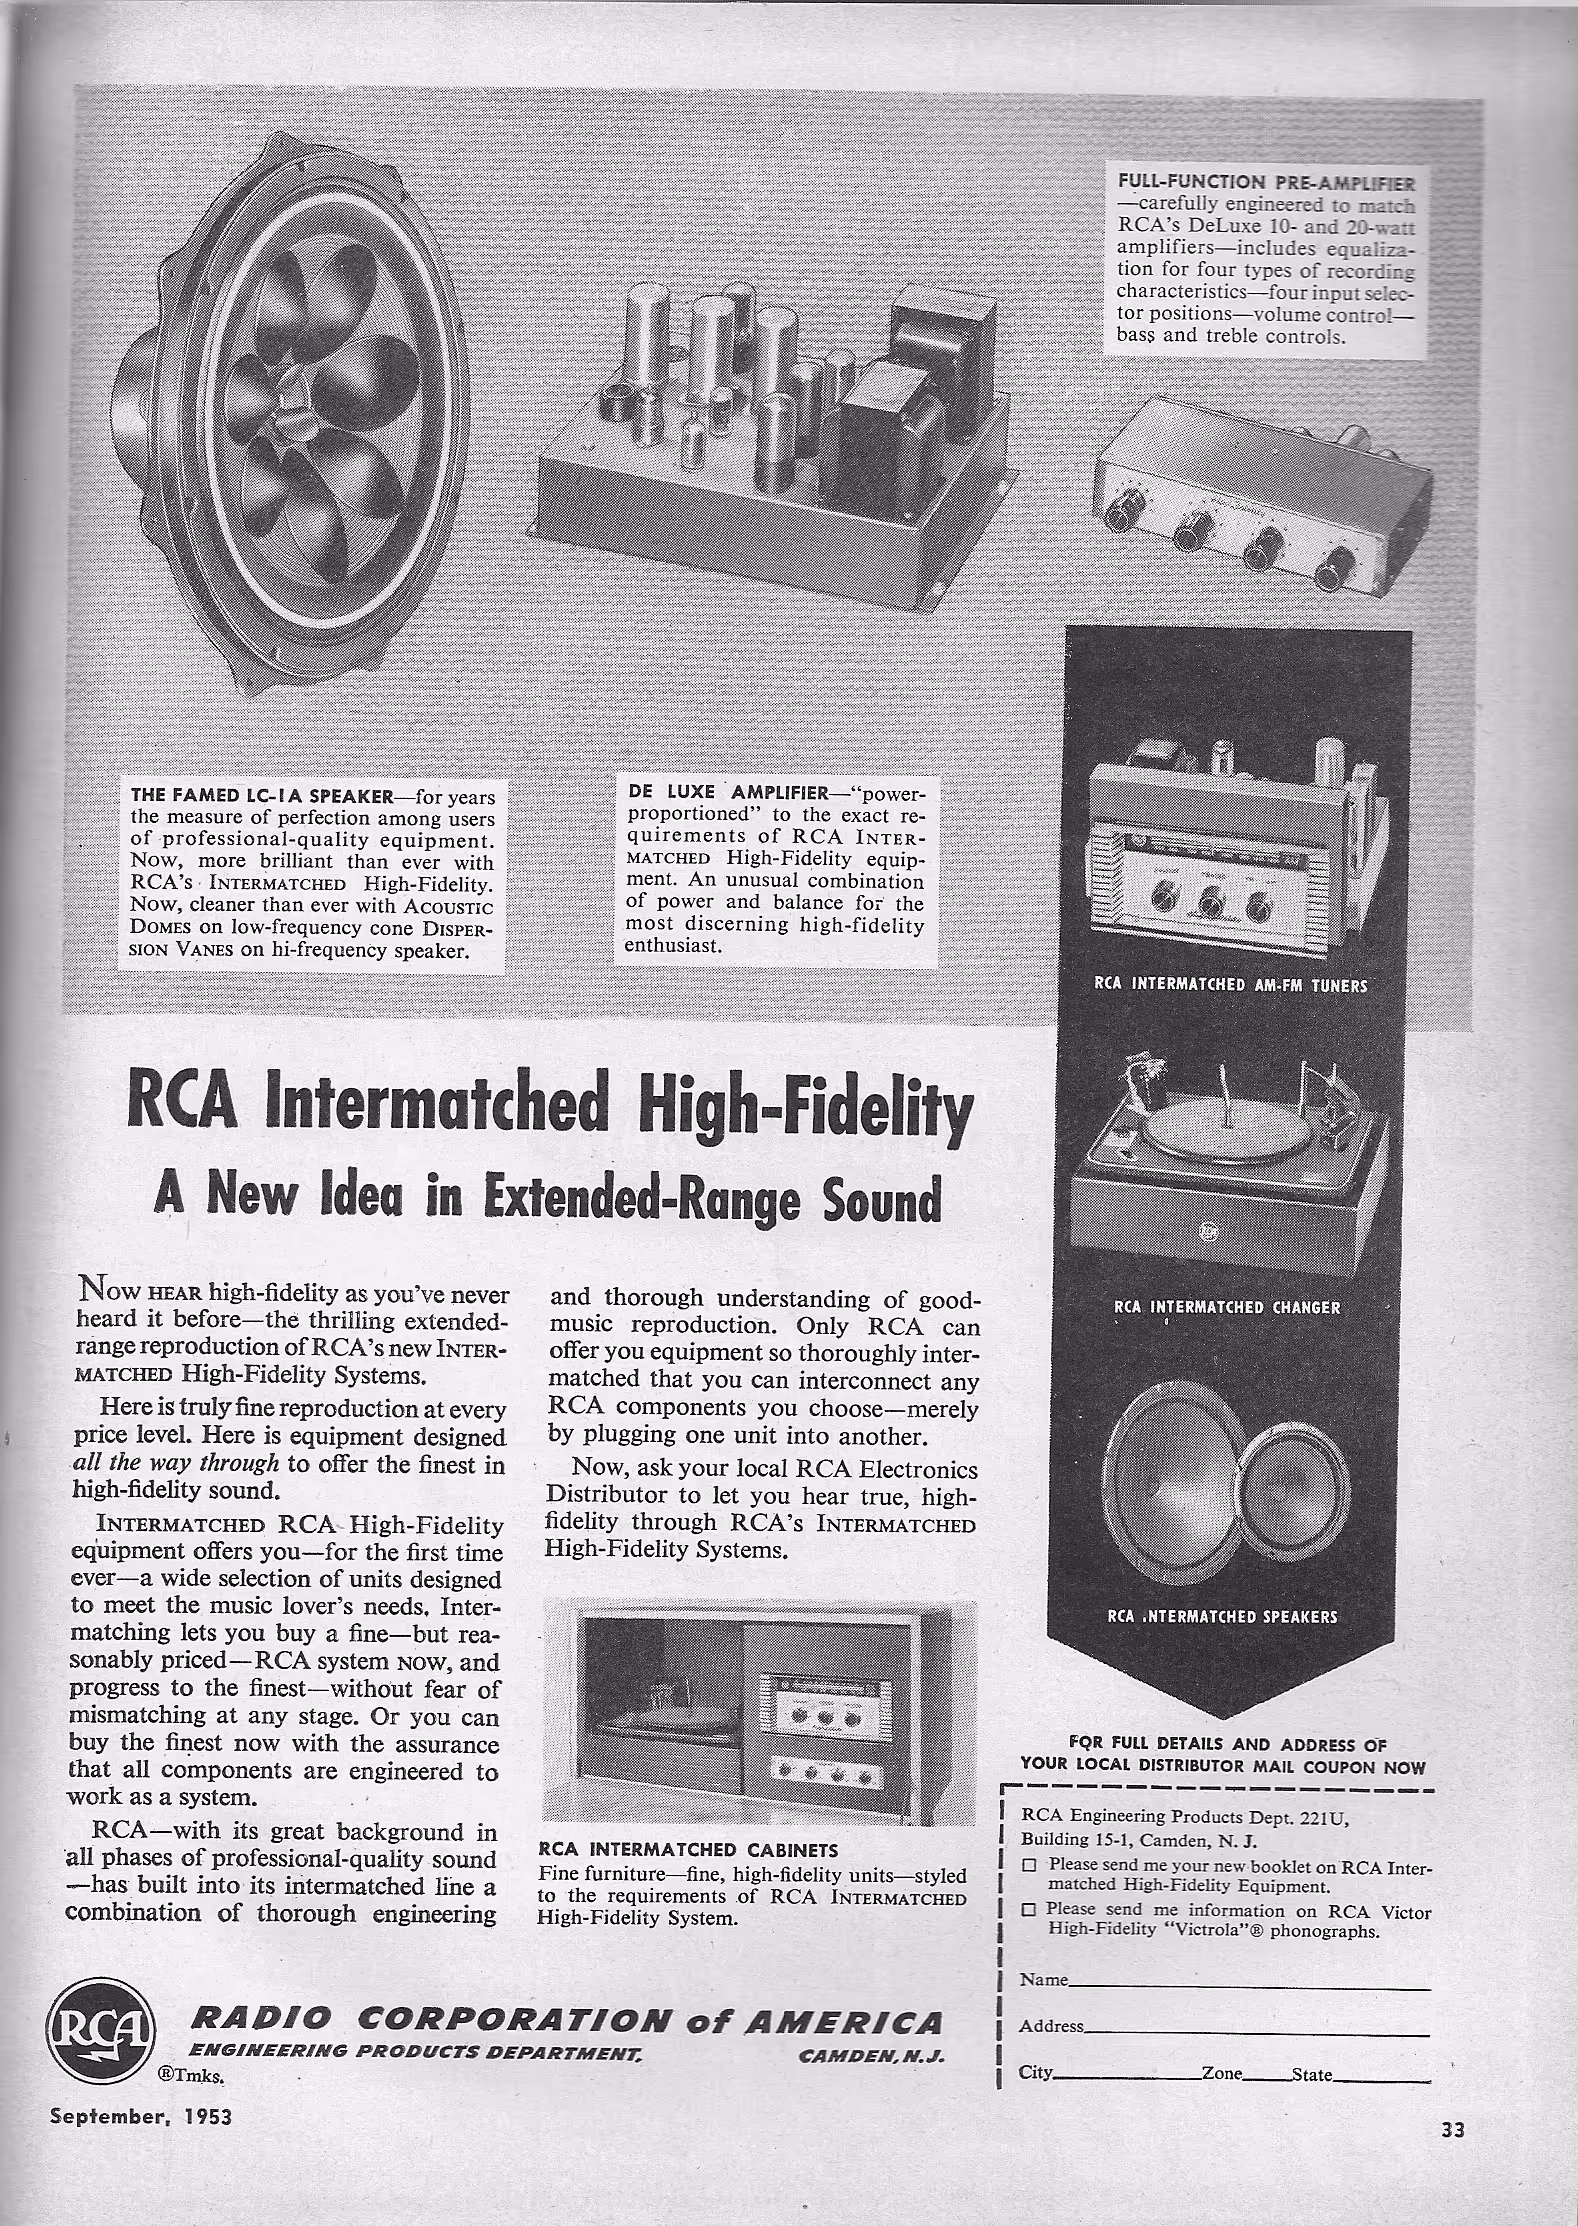 FULL-FUNCTION PRE-AMPLIFIER
—carefully engineered to match
RCA's DeLuxe 10- and 20-watt
amplifiers—includes equaliza-
tion for four types of recording
characteristics—four input selec-
tor positions—volume control—
bass and treble controls.
THE FAMED LC-1A SPEAKER—for years
the measure of perfection among users
of professional-quality equipment.
Now, more brilliant than ever with
RCA'S INTERMATCHED High-Fidelity.
Now, cleaner than ever with ACOUSTIC
DOMES on low-frequency cone DISPER-
SION VANES on hi-frequency speaker.
DE LUXE AMPLIFIER—“power-
proportioned” to the exact re-
quirements of RCA INTER-
MATCHED High-Fidelity equip-
ment. An unusual combination
of power and balance for the
most discerning high-fidelity
enthusiast.
RCA INTERMATCHED AM-FM TUNERS
RCA INTERMATCHED CHANGER
RCA .NTERMATCHED SPEAKERS
RCA Intermatched High-Fidelity
A New Idea in Extended-Range Sound
NOW HEAR high-fidelity as you've never
heard it before—the thrilling extended-
range reproduction of RCA's new INTER-
MATCHED High-Fidelity Systems.
Here is truly fine reproduction at every
price level. Here is equipment designed
all the way through to offer the finest in
high-fidelity sound.
INTERMATCHED RCA High-Fidelity
equipment offers you—for the first time
ever—a wide selection of units designed
to meet the music lover's needs. Inter-
matching lets you buy a fine—but rea-
sonably priced—RCA system NOW, and
progress to the finest—without fear of
mismatching at any stage. Or you can
buy the finest now with the assurance
that all components are engineered to
work as a system.
RCA—with its great background in
all phases of professional-quality sound
—has built into its intermatched line a
combination of thorough engineering
and thorough understanding of good-
music reproduction. Only RCA can
offer you equipment so thoroughly inter-
matched that you can interconnect any
RCA components you choose—merely
by plugging one unit into another.
Now, ask your local RCA Electronics
Distributor to let you hear true, high-
fidelity through RCA's INTERMATCHED
High-Fidelity Systems.
RCA INTERMATCHED CABINETS
Fine furniture—fine, high-fidelity units—styled
to the requirements of RCA INTERMATCHED
High-Fidelity System.
FOR FULL DETAILS AND ADDRESS OF
YOUR LOCAL DISTRIBUTOR MAIL COUPON NOW
RCA Engineering Products Dept. 221U,
Building 15-1, Camden, N. J.
☐ Please send me your new booklet on RCA Inter-
matched High-Fidelity Equipment.
☐ Please send me information on RCA Victor
High-Fidelity “Victrola”® phonographs.
Name
Address
City Zone State
RCA
RADIO CORPORATION of AMERICA
ENGINEERING PRODUCTS DEPARTMENT. CAMDEN, N.J.
®Tmks.
September, 1953
33